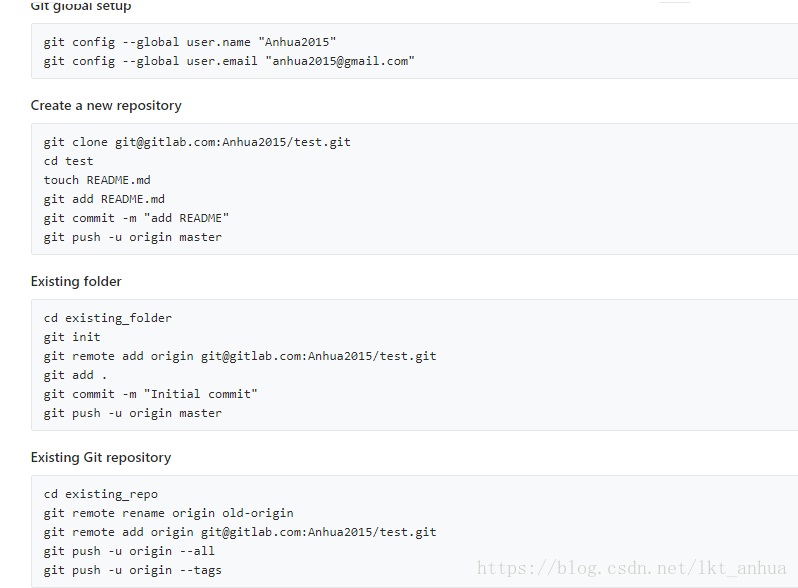 Git global setup
git config --global user.name "Anhua2015"
git config --global user.email "anhua2015@gmail.com"
Create a new repository
git clone git@gitlab.com:Anhua2015/test.git
cd test
touch README.md
git add README.md
git commit -m "add README"
git push -u origin master
Existing folder
cd existing_folder
git init
git remote add origin git@gitlab.com:Anhua2015/test.git
git add .
git commit -m "Initial commit"
git push -u origin master
Existing Git repository
cd existing_repo
git remote rename origin old-origin
git remote add origin git@gitlab.com:Anhua2015/test.git
git push -u origin --all
git push -u origin --tags
https://blog.csdn.net/lkt_anhua